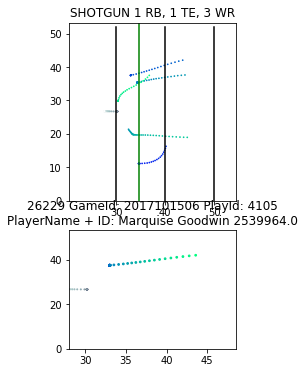 SHOTGUN 1 RB, 1 TE, 3 WR
50
40
30
20
10
0
30 40 50
26229 GameId: 2017101506 PlayId: 4105
PlayerName + ID: Marquise Goodwin 2539964.0
40
20
0
30 35 40 45